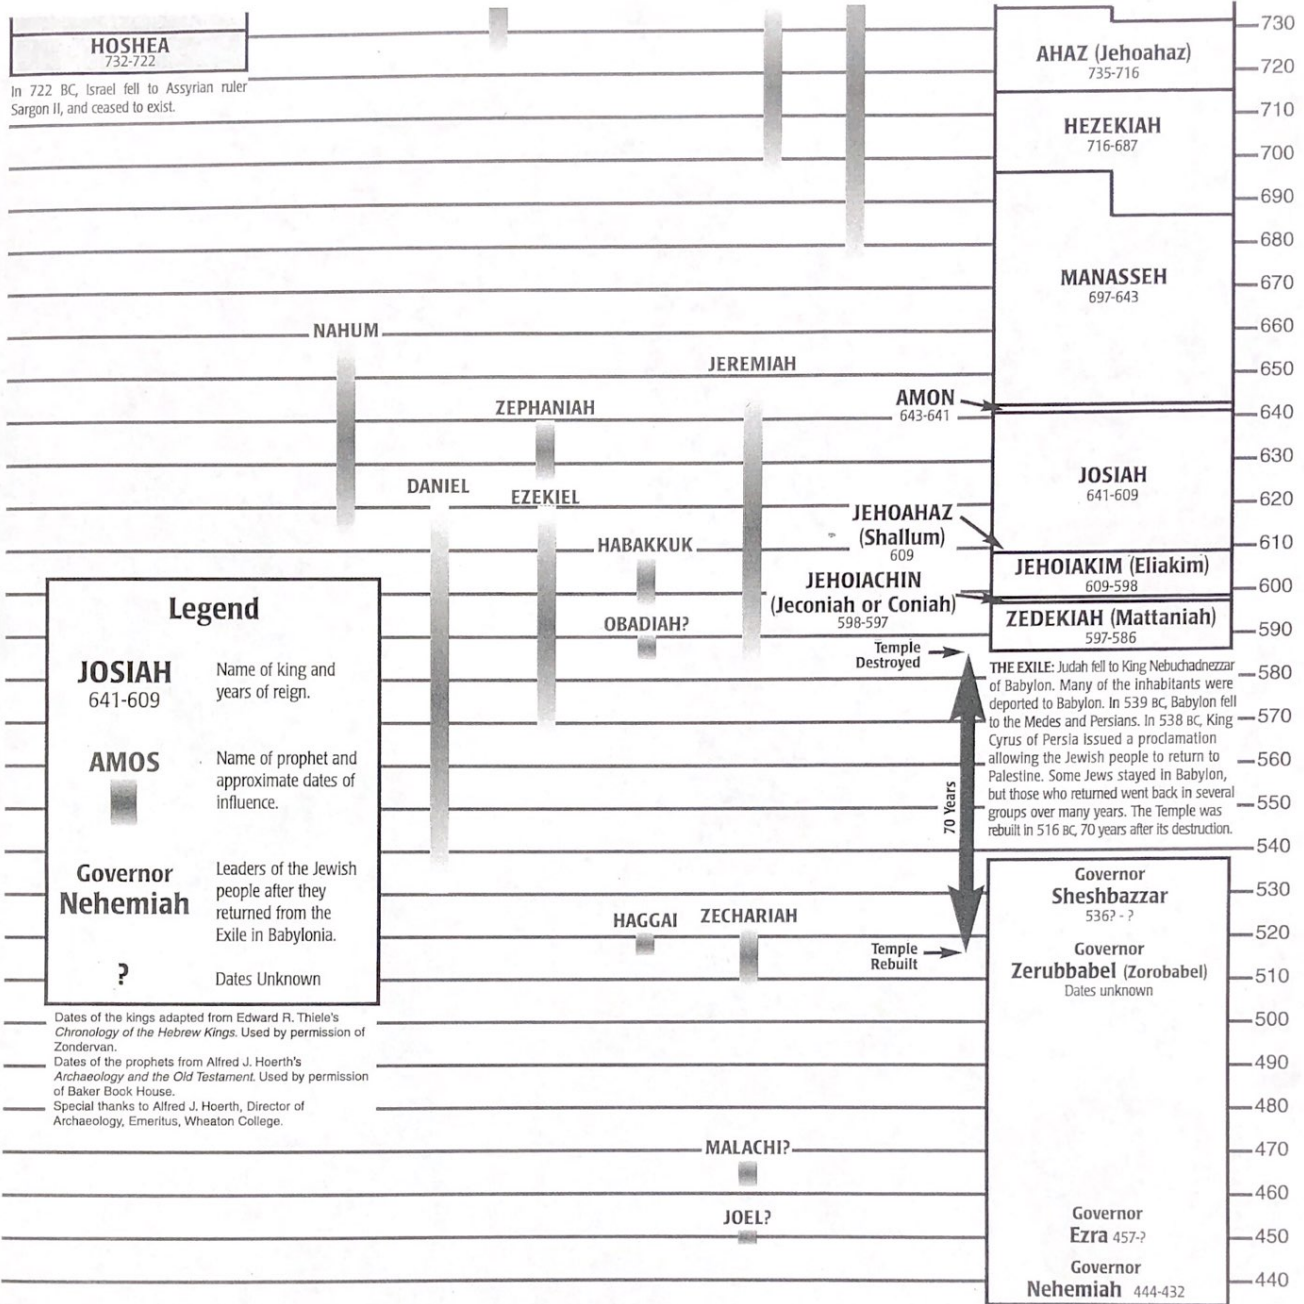 HOSHEA
732-722
In 722 BC, Israel fell to Assyrian ruler
Sargon II, and ceased to exist.
730
AHAZ (Jehoahaz)
735-716
720
710
HEZEKIAH
716-687
700
690
680
MANASSEH
697-643
670
660
NAHUM
650
JEREMIAH
AMON
643-641
640
ZEPHANIAH
630
JOSIAH
641-609
DANIEL
EZEKIEL
620
JEHOAHAZ
(Shallum)
609
610
HABAKKUK
JEHOIAKIM (Eliakim)
609-598
600
JEHOIACHIN
(Jeconiah or Coniah)
598-597
ZEDEKIAH (Mattaniah)
597-586
590
OBADIAH?
Temple
Destroyed
580
570
560
550
540
THE EXILE: Judah fell to King Nebuchadnezzar
of Babylon. Many of the inhabitants were
deported to Babylon. In 539 BC, Babylon fell
to the Medes and Persians. In 538 BC, King
Cyrus of Persia issued a proclamation
allowing the Jewish people to return to
Palestine. Some Jews stayed in Babylon,
but those who returned went back in several
groups over many years. The Temple was
rebuilt in 516 BC, 70 years after its destruction.
70 Years
Legend
JOSIAH
641-609
Name of king and
years of reign.
AMOS
Name of prophet and
approximate dates of
influence.
Governor
Nehemiah
Leaders of the Jewish
people after they
returned from the
Exile in Babylonia.
?
Dates Unknown
Dates of the kings adapted from Edward R. Thiele's
Chronology of the Hebrew Kings. Used by permission of
Zondervan.
Dates of the prophets from Alfred J. Hoerth's
Archaeology and the Old Testament. Used by permission
of Baker Book House.
Special thanks to Alfred J. Hoerth, Director of
Archaeology, Emeritus, Wheaton College.
Governor
Sheshbazzar
536? - ?
530
HAGGAI
ZECHARIAH
520
Temple
Rebuilt
Governor
Zerubbabel (Zorobabel)
Dates unknown
510
500
490
480
470
MALACHI?
460
JOEL?
Governor
Ezra 457-?
450
Governor
Nehemiah 444-432
440